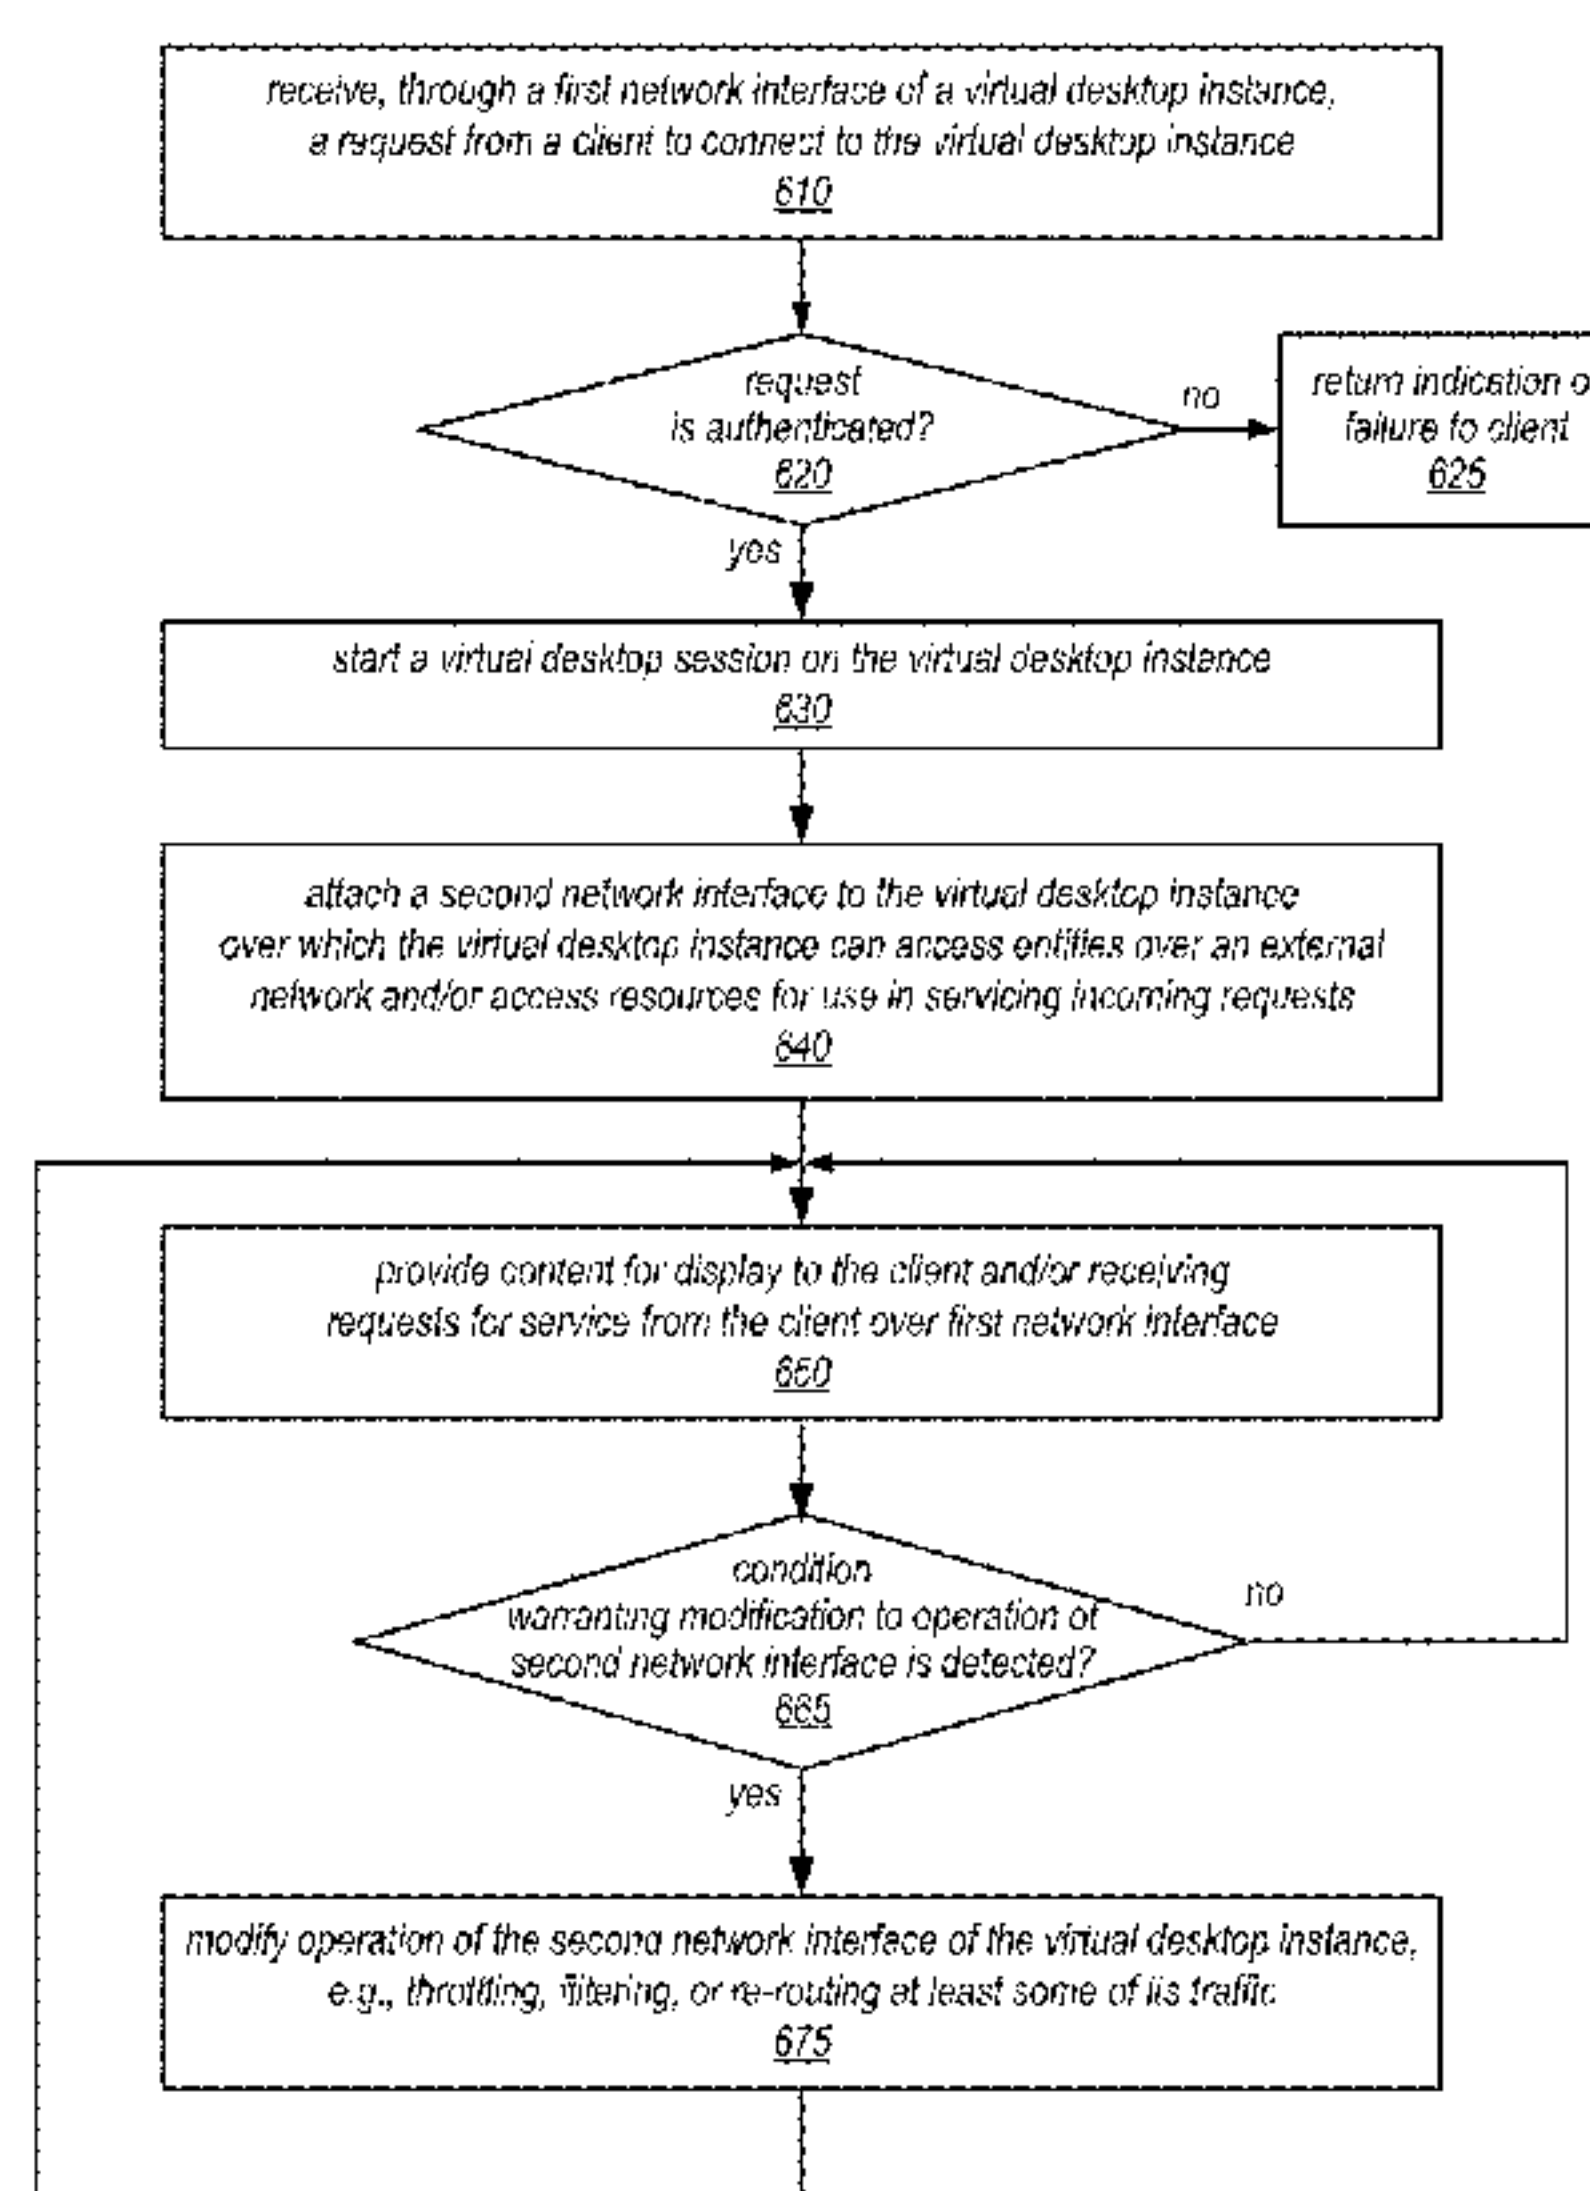 receive, through a first network interface of a virtual desktop instance,
a request from a client to connect to the virtual desktop instance
610
request
is authenticated?
620
no
return indication o
failure to client
625
yes
start a virtual desktop session on the virtual desktop instance
630
attach a second network interface to the virtual desktop instance
over which the virtual desktop instance can access entities over an external
network and/or access resources for use in servicing incoming requests
640
provide content for display to the client and/or receiving
requests for service from the client over first network interface
650
condition
warranting modification to operation of
second network interface is detected?
665
no
yes
modify operation of the second network interface of the virtual desktop instance,
e.g., throttling, filtering, or re-routing at least some of its traffic
675